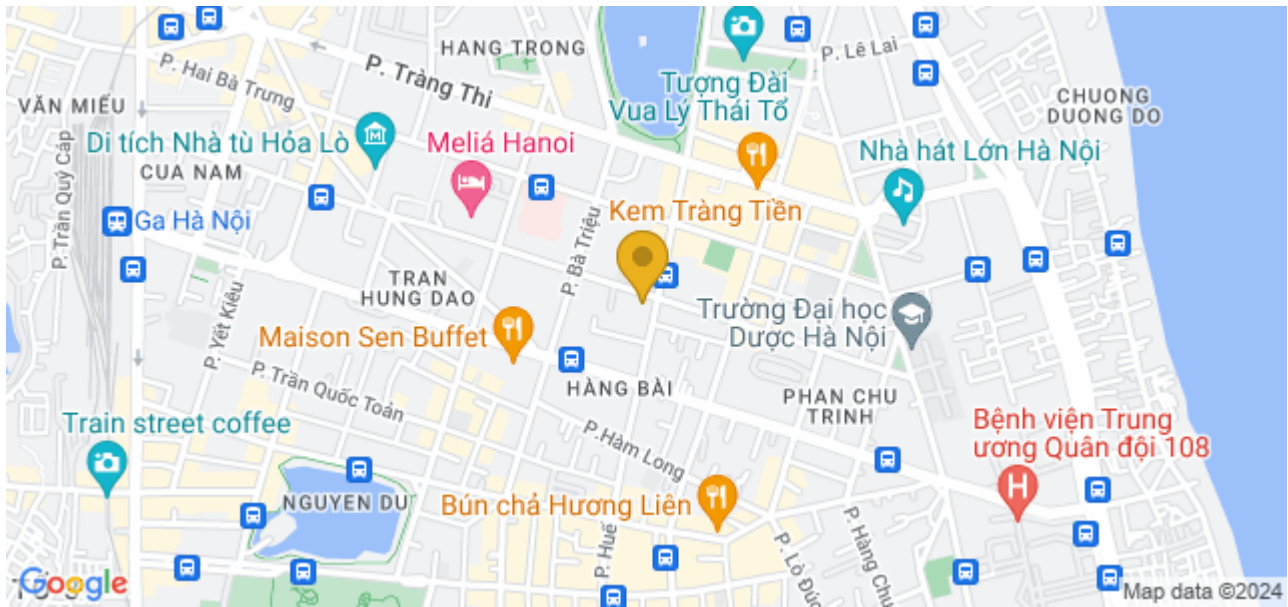 HANG TRONG
P. Lê Lai
P. Hai Bà Trưng
P. Tràng Thi
Tượng Đài
Vua Lý Thái Tổ
VĂN MIẾU
CHUONG
DUONG DO
Di tích Nhà tù Hỏa Lò
Meliá Hanoi
Nhà hát Lớn Hà Nội
CUA NAM
P. Trần Quý Cáp
Ga Hà Nội
Kem Tràng Tiền
P. Bà Triệu
TRAN
HUNG DAO
P. Yết Kiêu
Trường Đại học
Dược Hà Nội
Maison Sen Buffet
HÀNG BÀI
PHAN CHU
TRINH
P. Trần Quốc Toản
Train street coffee
P.Hàm Long
Bệnh viện Trung
ương Quân đội 108
H
NGUYEN DU
Bún chả Hương Liên
P. Huế
P. Lò Đúc
P. Hàng Chu
Google
Map data ©2024